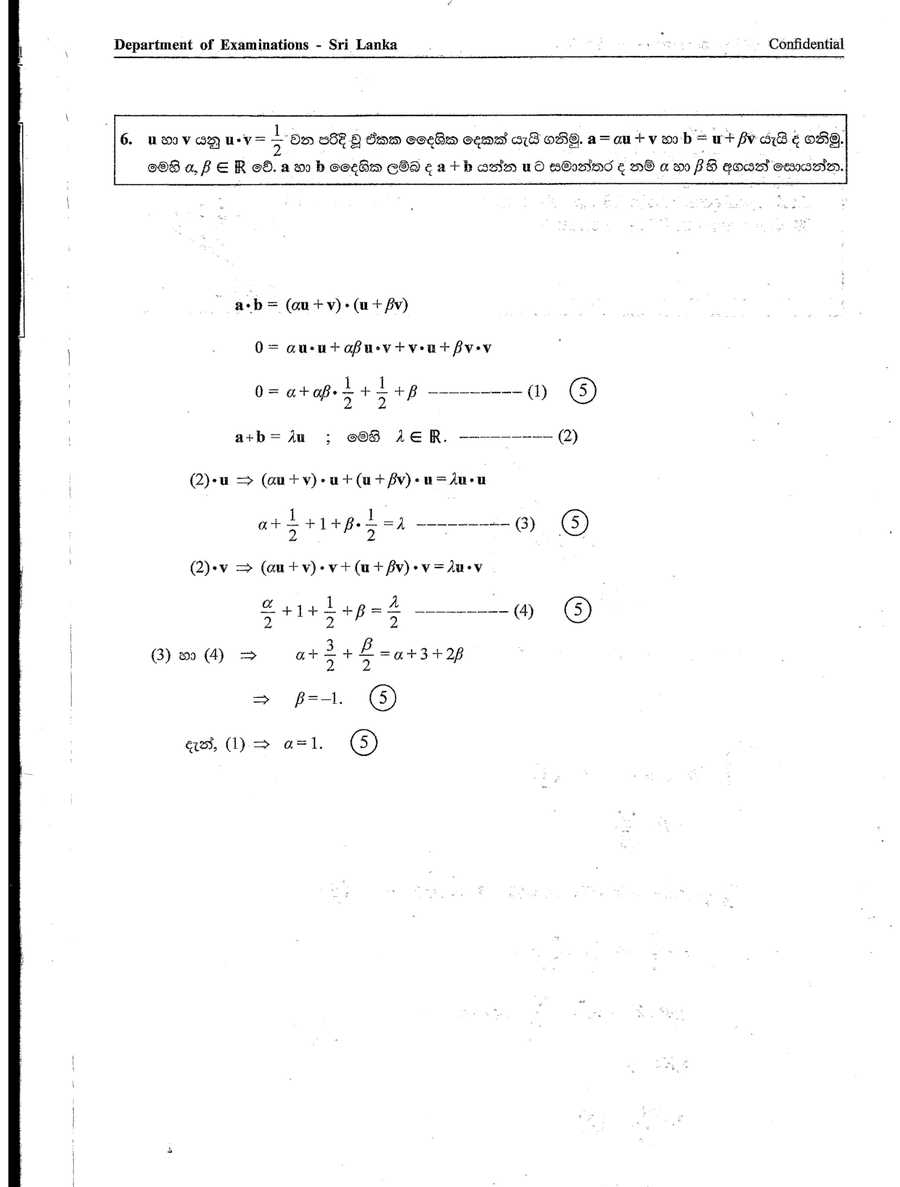 Department of Examinations - Sri Lanka Confidential
6. u හා v යනු u·v = 1/2 වන පරිදි වූ ඒකක දෛශික දෙකක් යැයි ගනිමු. a = αu + v හා b = u + βv යැයි ද ගනිමු.
මෙහි α, β ∈ ℝ වේ. a හා b දෛශික ලම්බ ද a + b යන්න u ට සමාන්තර ද නම් α හා β හි අගයන් සොයන්න.
a·b = (αu + v)·(u + βv)
0 = αu·u + αβu·v + v·u + βv·v
0 = α + αβ·1/2 + 1/2 + β ---------- (1) ⑤
a+b = λu ; මෙහි λ ∈ ℝ. ---------- (2)
(2)·u ⇒ (αu + v)·u + (u + βv)·u = λu·u
α + 1/2 + 1 + β·1/2 = λ ---------- (3) ⑤
(2)·v ⇒ (αu + v)·v + (u + βv)·v = λu·v
α/2 + 1 + 1/2 + β = λ/2 ---------- (4) ⑤
(3) හා (4) ⇒ α + 3/2 + β/2 = α + 3 + 2β
⇒ β = –1. ⑤
දැන්, (1) ⇒ α = 1. ⑤